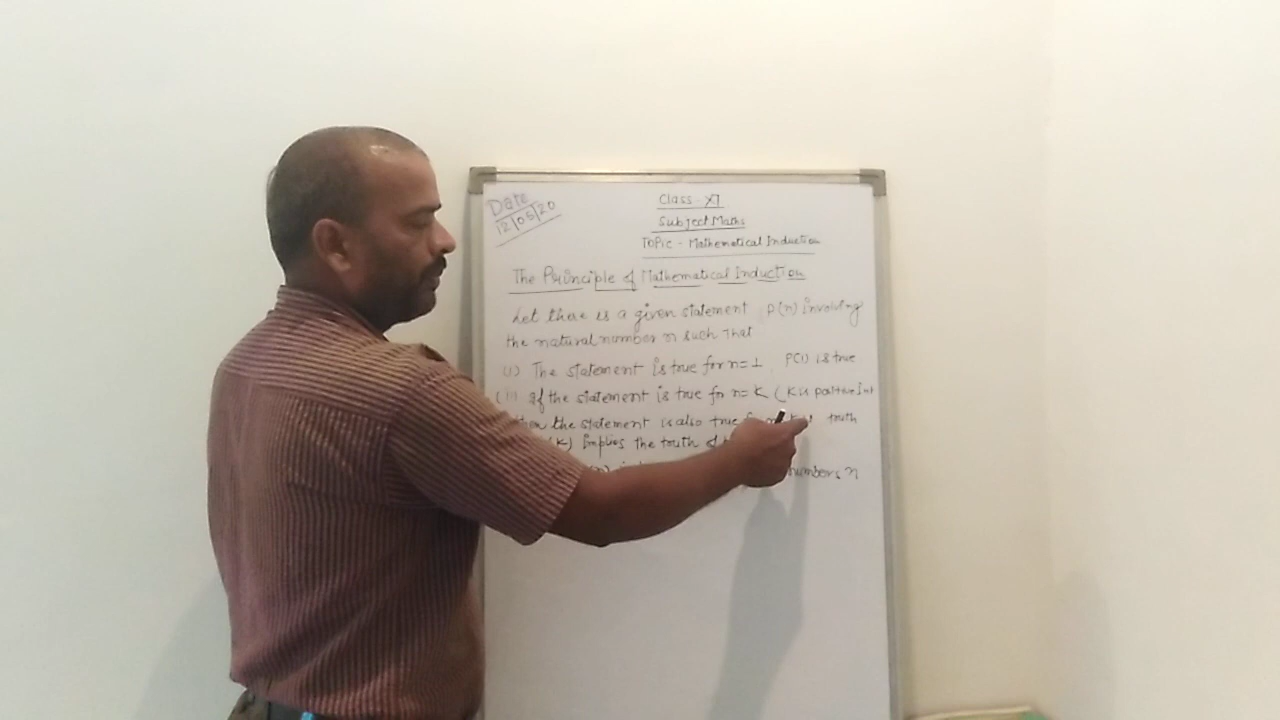 Date
12/05/20
Class - XI
Subject Maths
Topic - Mathematical Induction
The Principle of Mathematical Induction
Let there is a given statement P(n) involving
the natural number n such that
(i) The statement is true for n=1, P(1) is true
(ii) If the statement is true for n=k (k is positive Int
the statement is also true truth
(k) Implies the truth of
numbers n